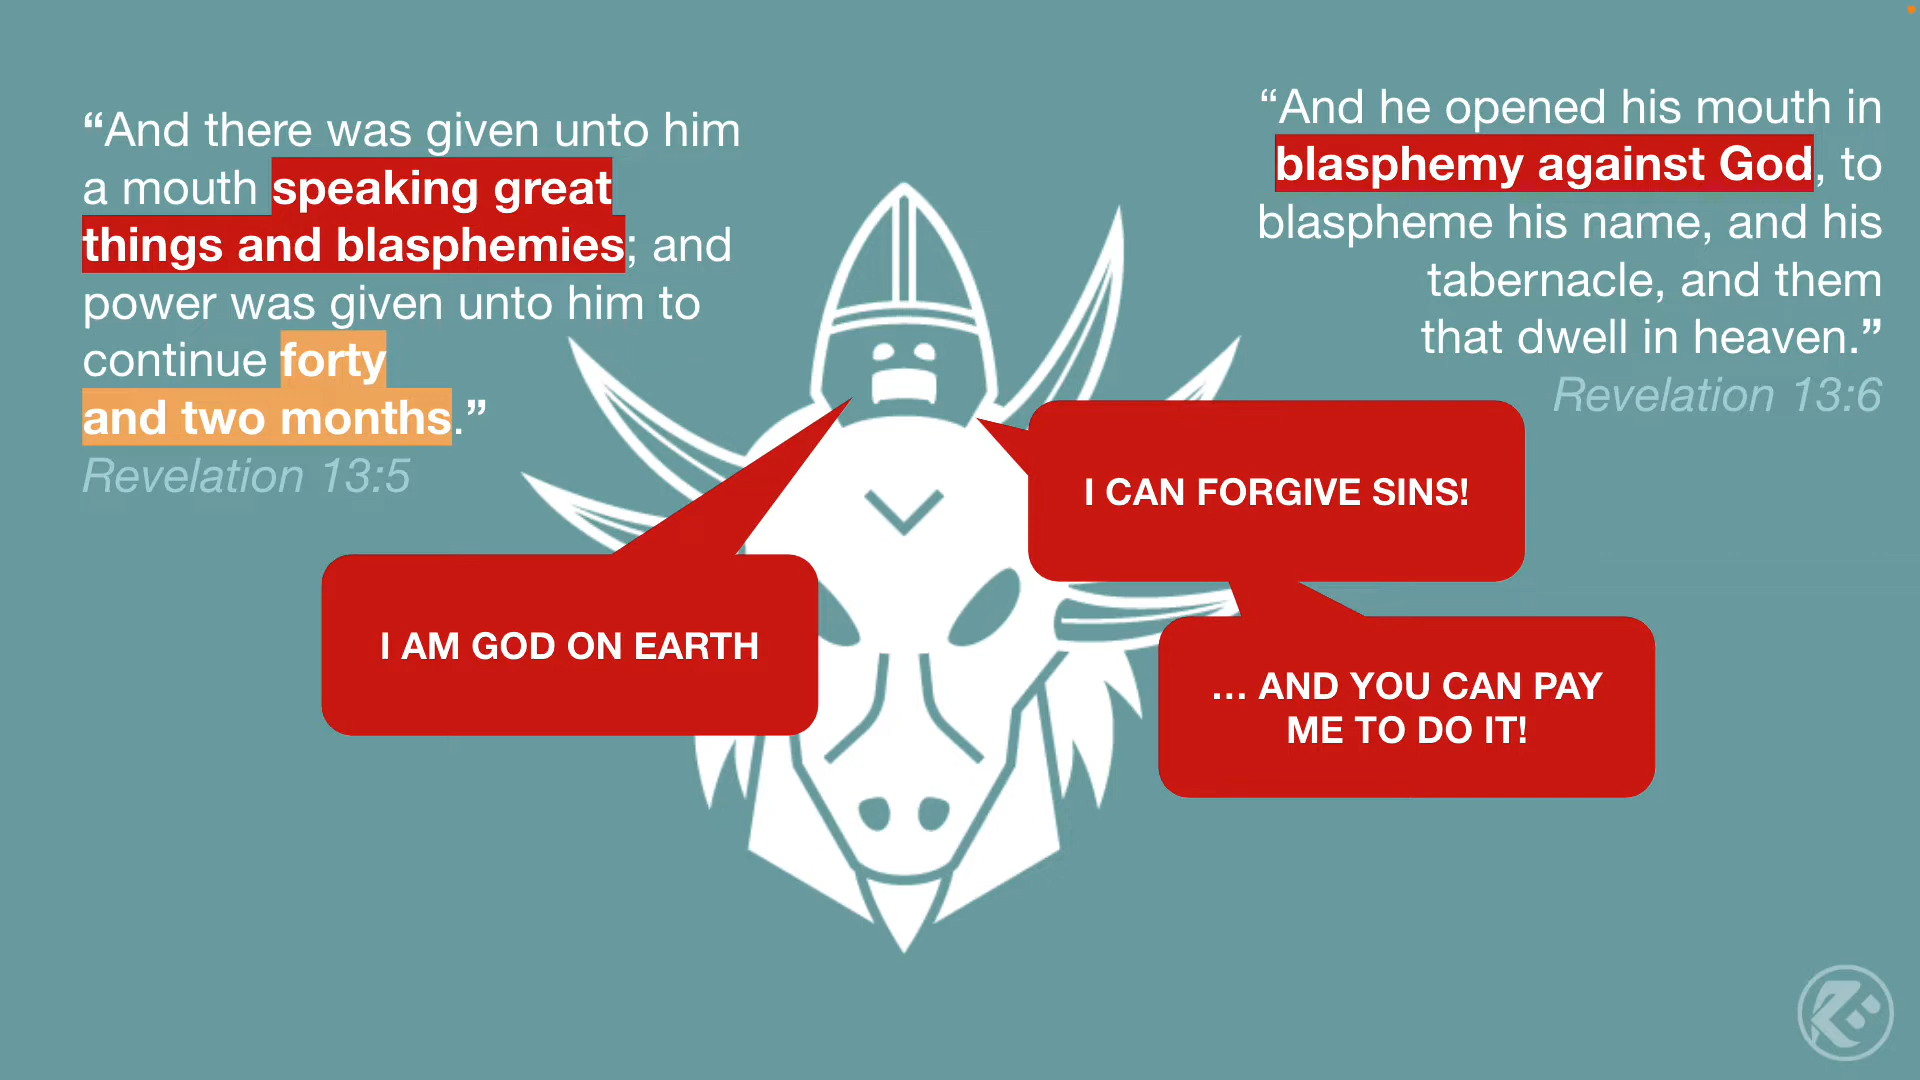 “And there was given unto him
a mouth speaking great
things and blasphemies; and
power was given unto him to
continue forty
and two months.”
Revelation 13:5
“And he opened his mouth in
blasphemy against God, to
blaspheme his name, and his
tabernacle, and them
that dwell in heaven.”
Revelation 13:6
I CAN FORGIVE SINS!
I AM GOD ON EARTH
... AND YOU CAN PAY
ME TO DO IT!